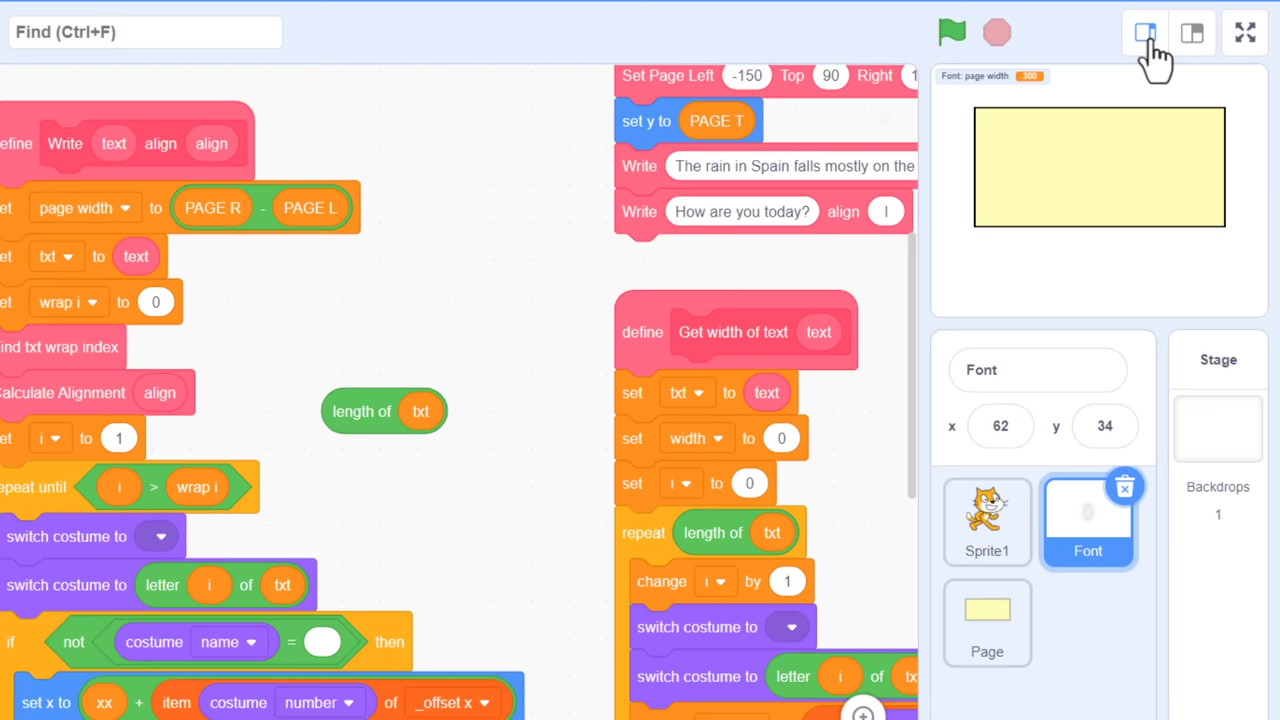 Find (Ctrl+F)
Font: page width 300
Set Page Left -150 Top 90 Right 1
set y to PAGE T
Write The rain in Spain falls mostly on the
Write How are you today? align l
efine Write text align align
et page width to PAGE R - PAGE L
et txt to text
et wrap i to 0
ind txt wrap index
Calculate Alignment align
et i to 1
epeat until i > wrap i
switch costume to
switch costume to letter i of txt
if not costume name = then
set x to xx + item costume number of _offset x
length of txt
define Get width of text text
set txt to text
set width to 0
set i to 0
repeat length of txt
change i by 1
switch costume to
switch costume to letter i of tx
Font
x 62 y 34
Sprite1
Font
Page
Stage
Backdrops
1